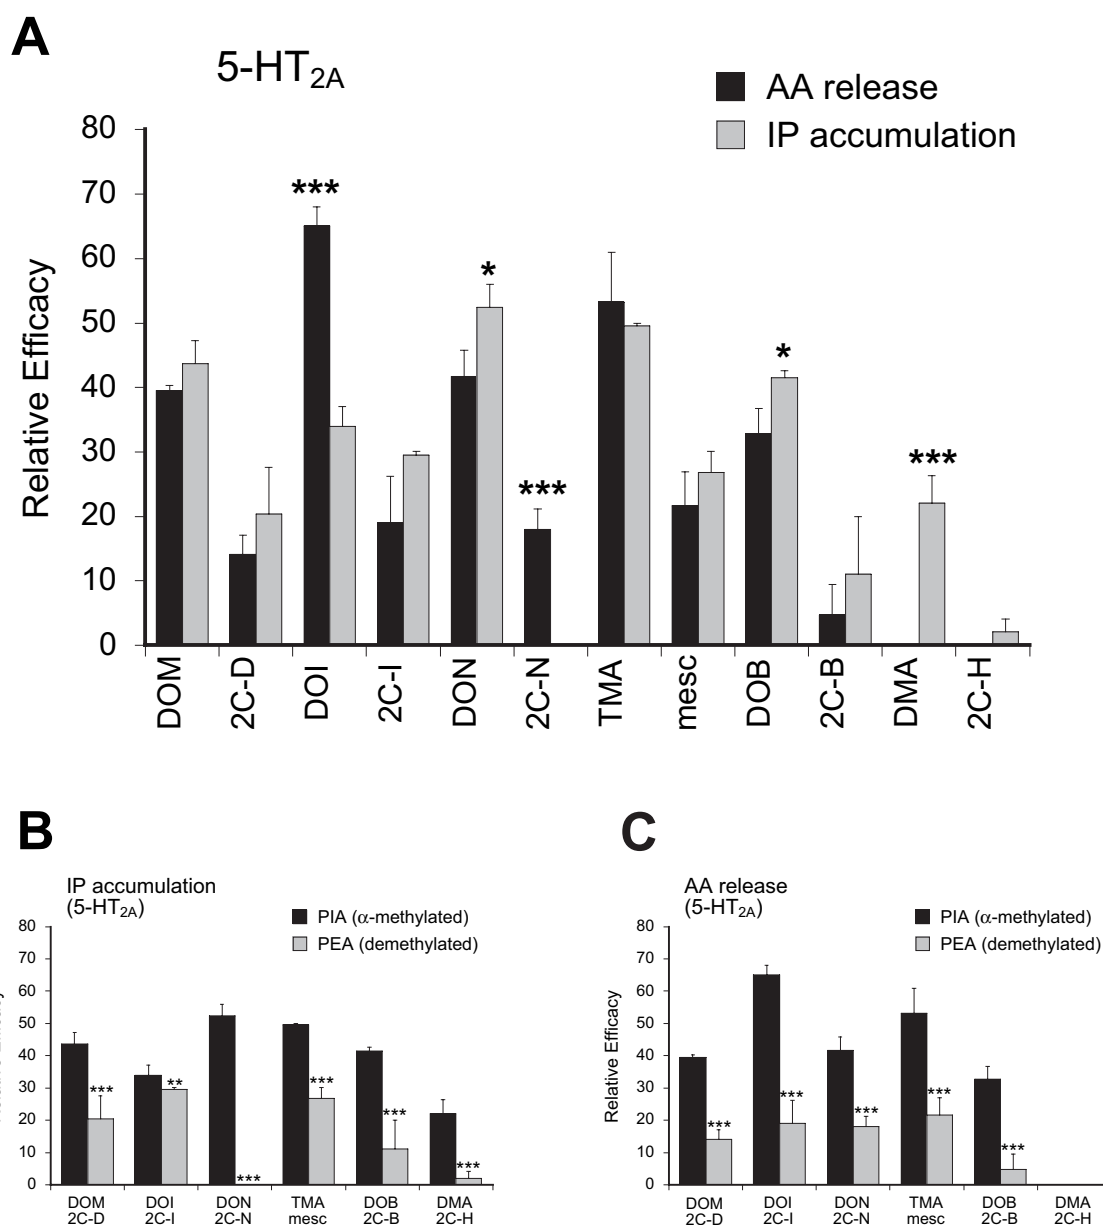 A
5-HT2A
AA release
IP accumulation
Relative Efficacy
80
70
60
50
40
30
20
10
0
***
*
***
*
***
DOM
2C-D
DOI
2C-I
DON
2C-N
TMA
mesc
DOB
2C-B
DMA
2C-H
B
IP accumulation
(5-HT2A)
PIA (α-methylated)
PEA (demethylated)
80
70
60
50
40
30
20
10
0
***
**
***
***
***
***
DOM DOI DON TMA DOB DMA
2C-D 2C-I 2C-N mesc 2C-B 2C-H
C
AA release
(5-HT2A)
PIA (α-methylated)
PEA (demethylated)
Relative Efficacy
80
70
60
50
40
30
20
10
0
***
***
***
***
***
DOM DOI DON TMA DOB DMA
2C-D 2C-I 2C-N mesc 2C-B 2C-H